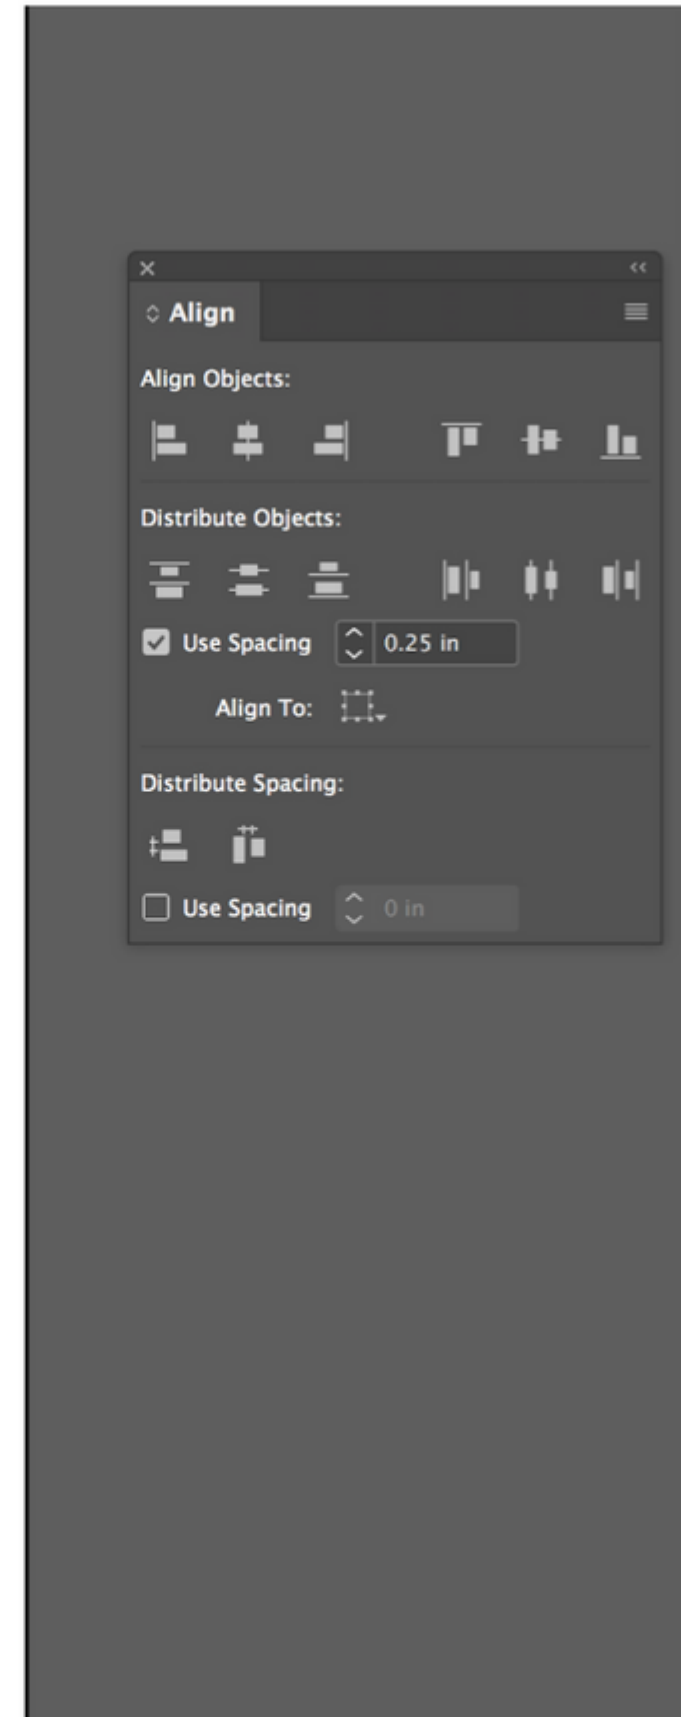 Align
Align Objects:
Distribute Objects:
Use Spacing 0.25 in
Align To:
Distribute Spacing:
Use Spacing 0 in